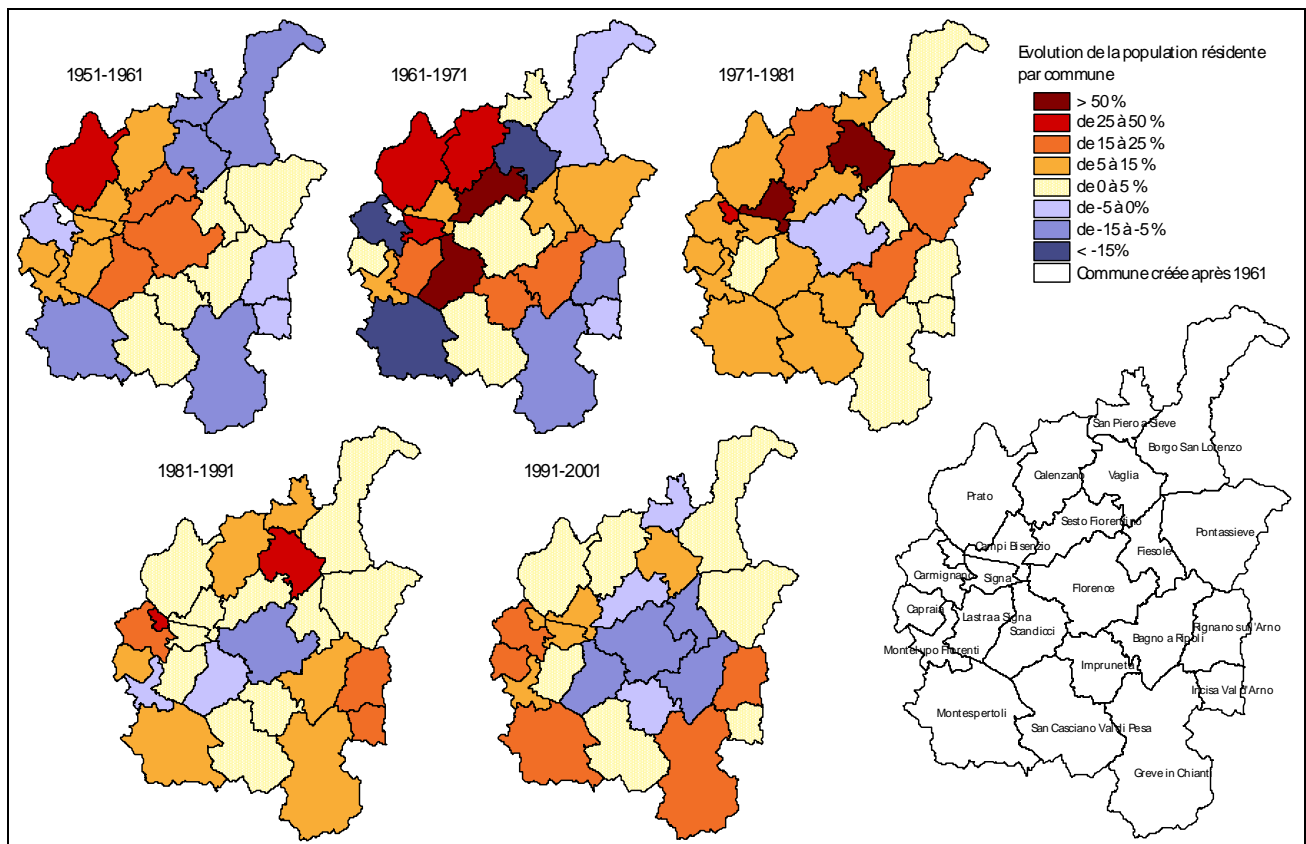 1951-1961
1961-1971
1971-1981
Evolution de la population résidente
par commune
> 50 %
de 25 à 50 %
de 15 à 25 %
de 5 à 15 %
de 0 à 5 %
de -5 à 0%
de -15 à -5%
< -15%
Commune créée après 1961
1981-1991
1991-2001
San Piero a Sieve
Borgo San Lorenzo
Calenzano
Vaglia
Prato
Sesto Fiorentino
Pontassieve
Campi Bisenzio
Fiesole
Carmignano
Signa
Florence
Capraia
Lastra a Signa
Scandicci
Rignano sull'Arno
Bagno a Ripoli
Montelupo Fiorenti
Impruneta
Incisa Val d'Arno
Montespertoli
San Casciano Val di Pesa
Greve in Chianti